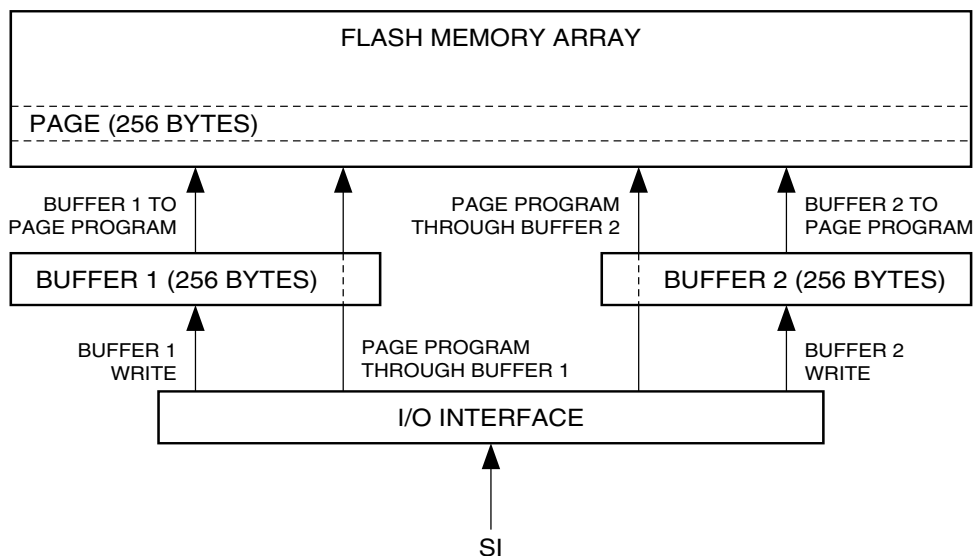 FLASH MEMORY ARRAY
PAGE (256 BYTES)
BUFFER 1 TO
PAGE PROGRAM
PAGE PROGRAM
THROUGH BUFFER 2
BUFFER 2 TO
PAGE PROGRAM
BUFFER 1 (256 BYTES)
BUFFER 2 (256 BYTES)
BUFFER 1
WRITE
PAGE PROGRAM
THROUGH BUFFER 1
BUFFER 2
WRITE
I/O INTERFACE
SI